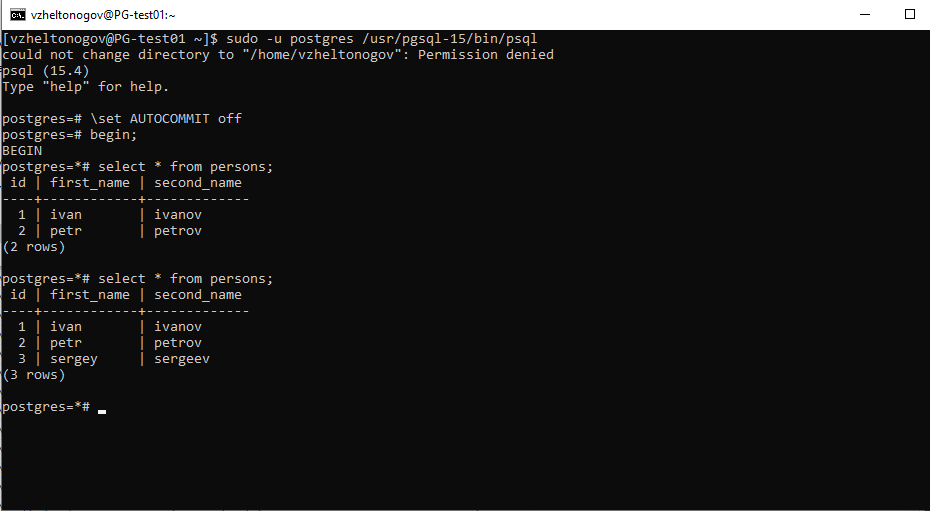 vzheltonogov@PG-test01:~
[vzheltonogov@PG-test01 ~]$ sudo -u postgres /usr/pgsql-15/bin/psql
could not change directory to "/home/vzheltonogov": Permission denied
psql (15.4)
Type "help" for help.
postgres=# \set AUTOCOMMIT off
postgres=# begin;
BEGIN
postgres=*# select * from persons;
 id | first_name | second_name
----+------------+-------------
  1 | ivan       | ivanov
  2 | petr       | petrov
(2 rows)
postgres=*# select * from persons;
 id | first_name | second_name
----+------------+-------------
  1 | ivan       | ivanov
  2 | petr       | petrov
  3 | sergey     | sergeev
(3 rows)
postgres=*#